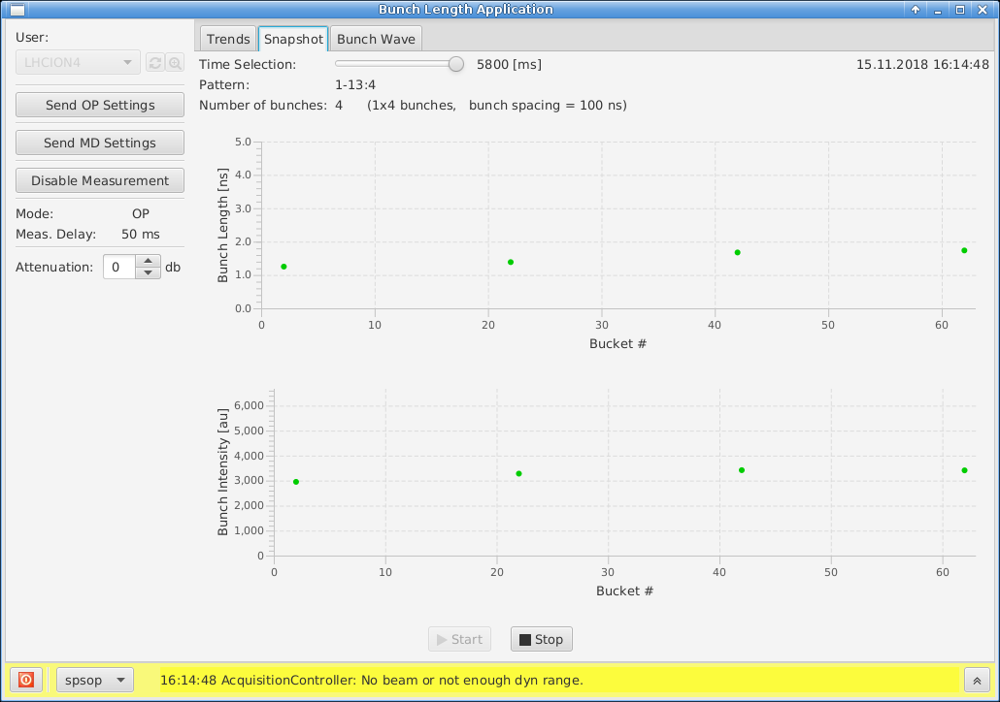 Bunch Length Application
User:
LHCION4
Send OP Settings
Send MD Settings
Disable Measurement
Mode: OP
Meas. Delay: 50 ms
Attenuation: 0 db
Trends Snapshot Bunch Wave
Time Selection: 5800 [ms] 15.11.2018 16:14:48
Pattern: 1-13:4
Number of bunches: 4 (1x4 bunches, bunch spacing = 100 ns)
Bunch Length [ns]
5.0
4.0
3.0
2.0
1.0
0.0
0 10 20 30 40 50 60
Bucket #
Bunch Intensity [au]
6,000
5,000
4,000
3,000
2,000
1,000
0
0 10 20 30 40 50 60
Bucket #
Start Stop
spsop 16:14:48 AcquisitionController: No beam or not enough dyn range.